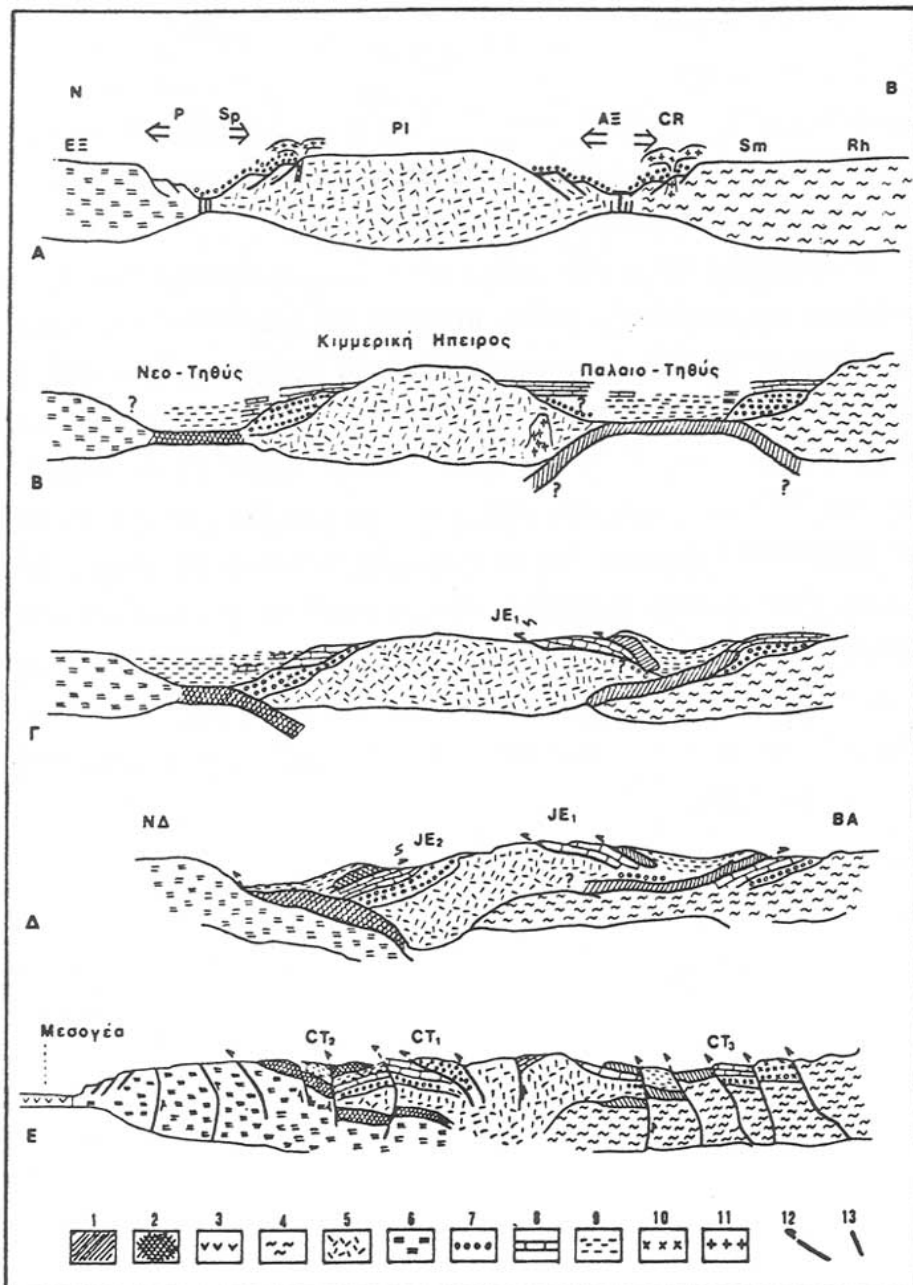 N B
P Sp Pl ΑΞ CR
ΕΞ Sm Rh
A
Κιμμερική Ηπειρος
Νεο-Τηθύς Παλαιο-Τηθύς
? ?
B
? ?
JE₁
?
Γ
ΝΔ JE₁ ΒΑ
JE₂
?
Δ
Μεσογέα CT₂ CT₁ CT₃
E
1 2 3 4 5 6 7 8 9 10 11 12 13